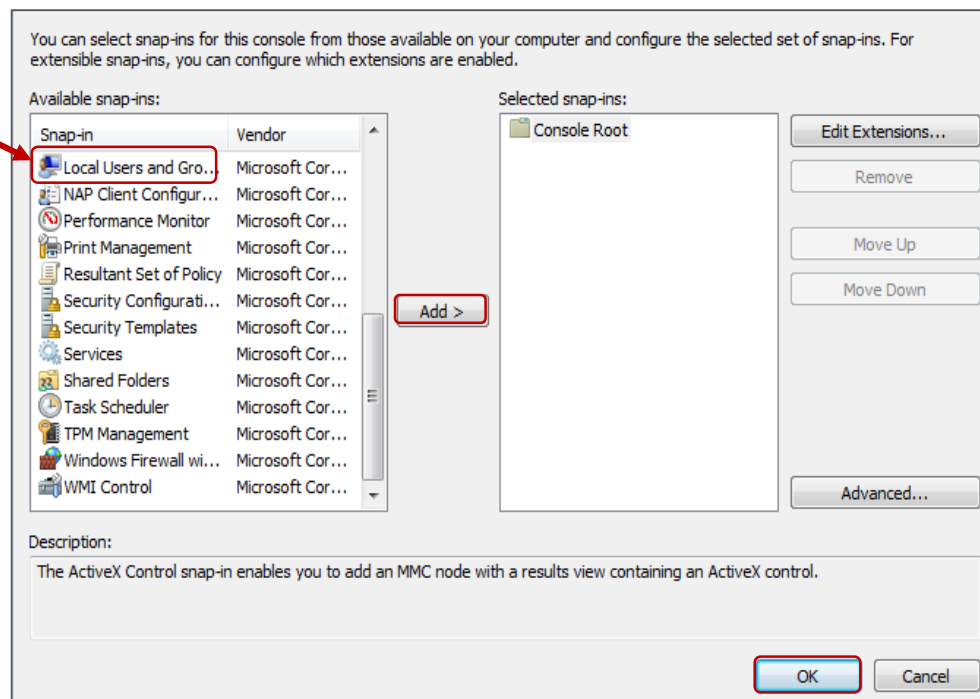 You can select snap-ins for this console from those available on your computer and configure the selected set of snap-ins. For
extensible snap-ins, you can configure which extensions are enabled.
Available snap-ins:
Snap-in Vendor
Local Users and Gro... Microsoft Cor...
NAP Client Configur... Microsoft Cor...
Performance Monitor Microsoft Cor...
Print Management Microsoft Cor...
Resultant Set of Policy Microsoft Cor...
Security Configurati... Microsoft Cor...
Security Templates Microsoft Cor...
Services Microsoft Cor...
Shared Folders Microsoft Cor...
Task Scheduler Microsoft Cor...
TPM Management Microsoft Cor...
Windows Firewall wi... Microsoft Cor...
WMI Control Microsoft Cor...
Add >
Selected snap-ins:
Console Root
Edit Extensions...
Remove
Move Up
Move Down
Advanced...
Description:
The ActiveX Control snap-in enables you to add an MMC node with a results view containing an ActiveX control.
OK Cancel